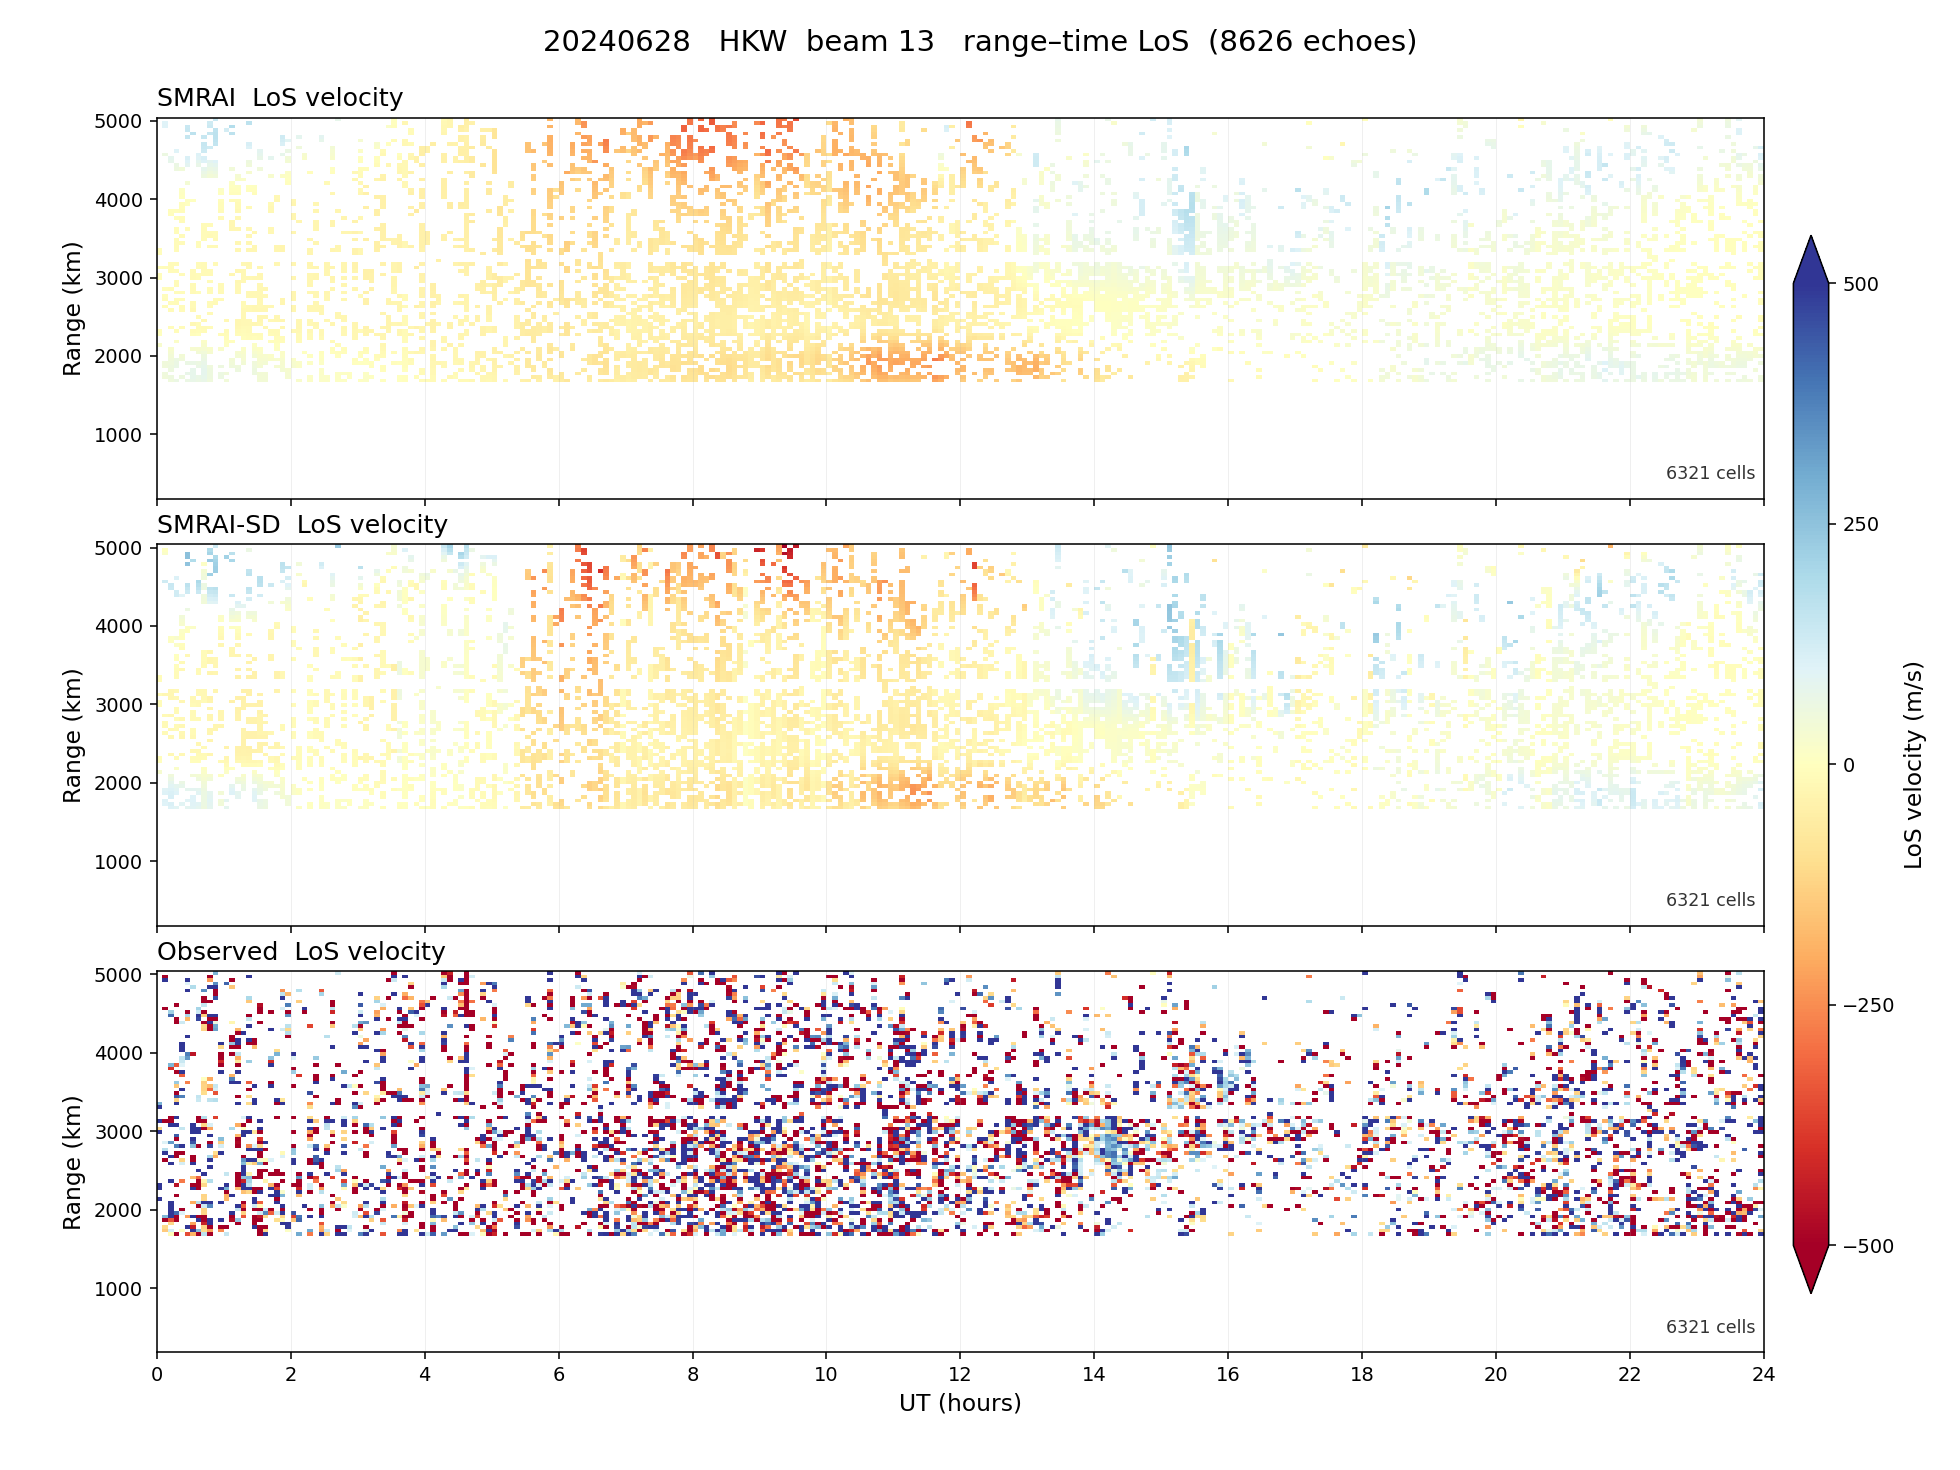 20240628 HKW beam 13 range–time LoS (8626 echoes)
SMRAI LoS velocity
5000
4000
3000
2000
1000
Range (km)
6321 cells
SMRAI-SD LoS velocity
5000
4000
3000
2000
1000
Range (km)
6321 cells
Observed LoS velocity
5000
4000
3000
2000
1000
Range (km)
6321 cells
0 2 4 6 8 10 12 14 16 18 20 22 24
UT (hours)
500
250
0
−250
−500
LoS velocity (m/s)